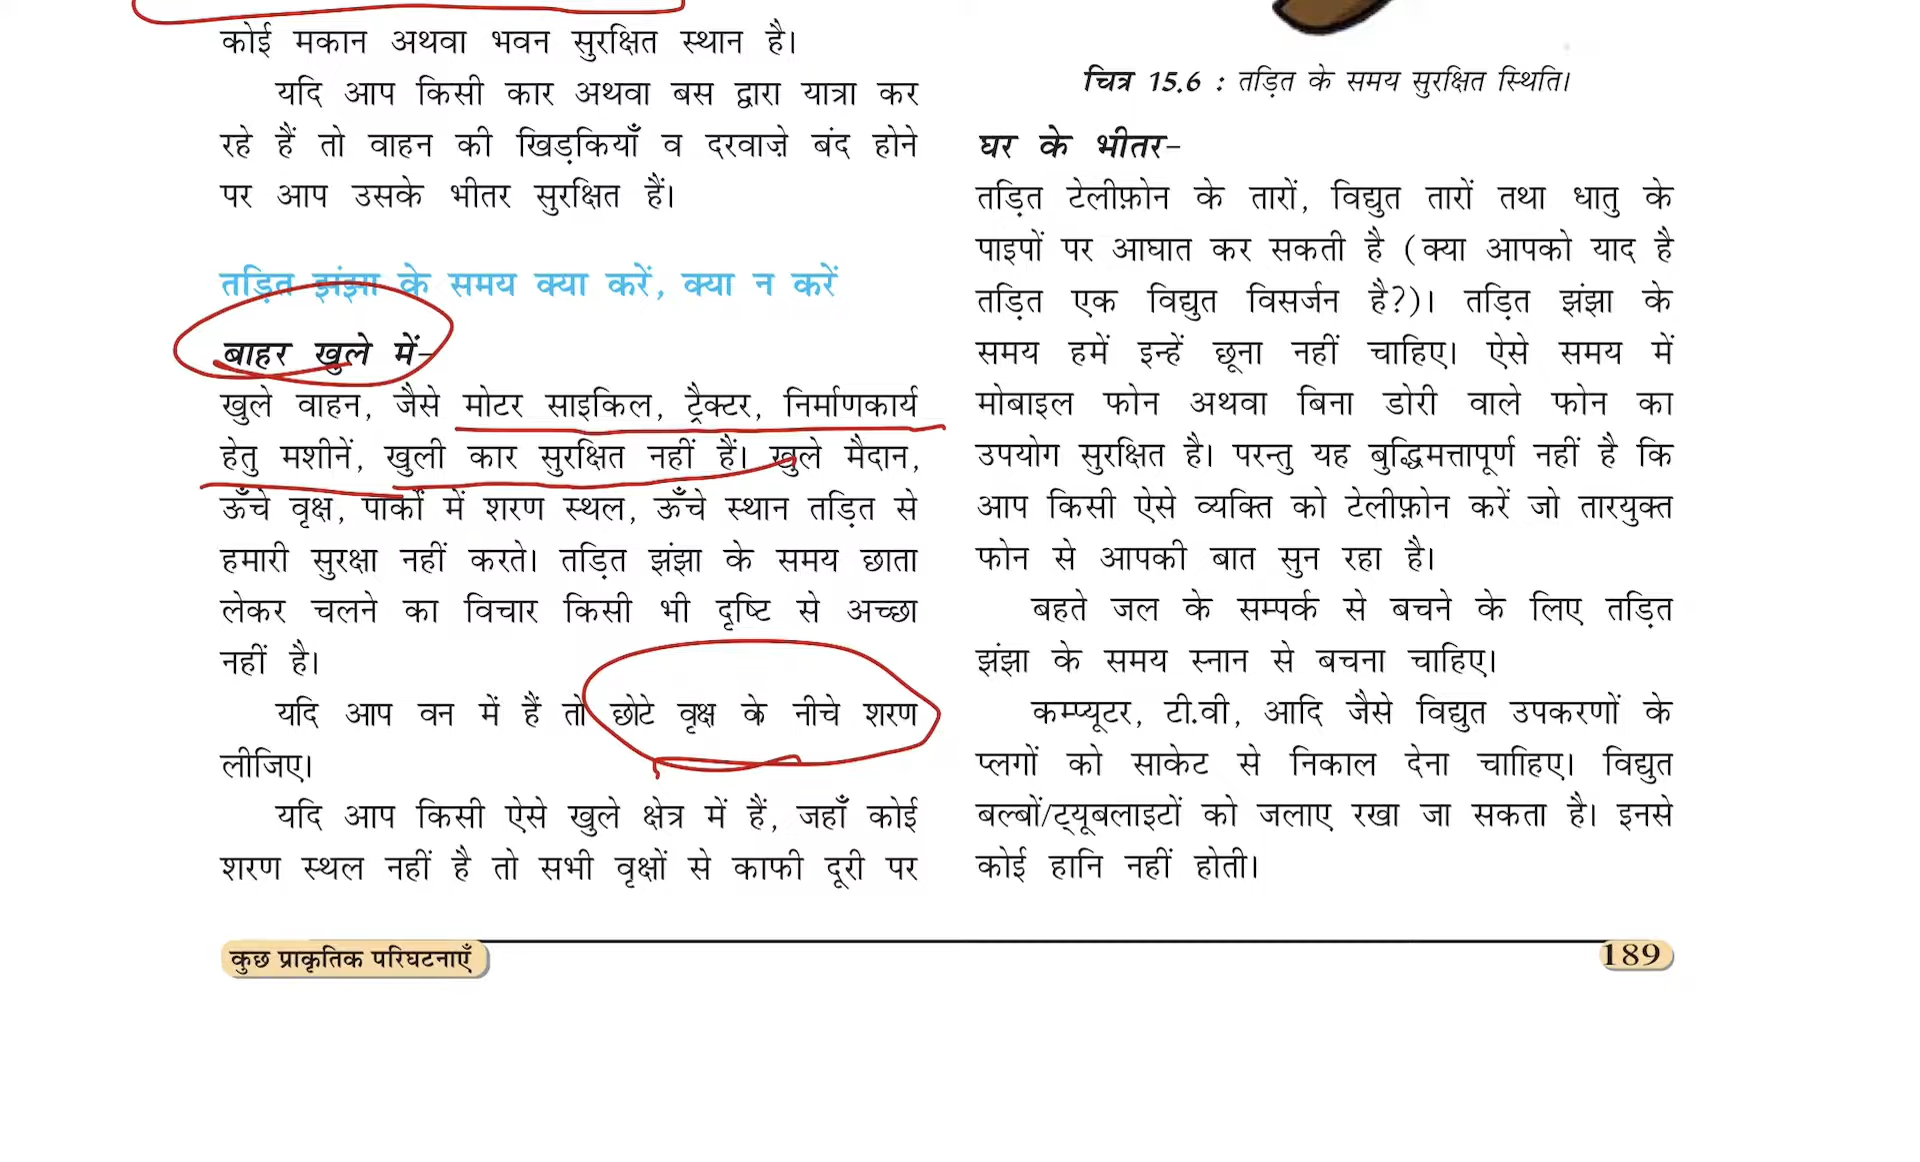 कोई मकान अथवा भवन सुरक्षित स्थान है।
यदि आप किसी कार अथवा बस द्वारा यात्रा कर
रहे हैं तो वाहन की खिड़कियाँ व दरवाज़े बंद होने
पर आप उसके भीतर सुरक्षित हैं।
तड़ित झंझा के समय क्या करें, क्या न करें
बाहर खुले में–
खुले वाहन, जैसे मोटर साइकिल, ट्रैक्टर, निर्माणकार्य
हेतु मशीनें, खुली कार सुरक्षित नहीं हैं। खुले मैदान,
ऊँचे वृक्ष, पार्कों में शरण स्थल, ऊँचे स्थान तड़ित से
हमारी सुरक्षा नहीं करते। तड़ित झंझा के समय छाता
लेकर चलने का विचार किसी भी दृष्टि से अच्छा
नहीं है।
यदि आप वन में हैं तो छोटे वृक्ष के नीचे शरण
लीजिए।
यदि आप किसी ऐसे खुले क्षेत्र में हैं, जहाँ कोई
शरण स्थल नहीं है तो सभी वृक्षों से काफी दूरी पर
चित्र 15.6 : तड़ित के समय सुरक्षित स्थिति।
घर के भीतर–
तड़ित टेलीफ़ोन के तारों, विद्युत तारों तथा धातु के
पाइपों पर आघात कर सकती है (क्या आपको याद है
तड़ित एक विद्युत विसर्जन है?)। तड़ित झंझा के
समय हमें इन्हें छूना नहीं चाहिए। ऐसे समय में
मोबाइल फोन अथवा बिना डोरी वाले फोन का
उपयोग सुरक्षित है। परन्तु यह बुद्धिमत्तापूर्ण नहीं है कि
आप किसी ऐसे व्यक्ति को टेलीफ़ोन करें जो तारयुक्त
फोन से आपकी बात सुन रहा है।
बहते जल के सम्पर्क से बचने के लिए तड़ित
झंझा के समय स्नान से बचना चाहिए।
कम्प्यूटर, टी.वी, आदि जैसे विद्युत उपकरणों के
प्लगों को साकेट से निकाल देना चााहिए। विद्युत
बल्बों/ट्यूबलाइटों को जलाए रखा जा सकता है। इनसे
कोई हानि नहीं होती।
कुछ प्राकृतिक परिघटनाएँ
189